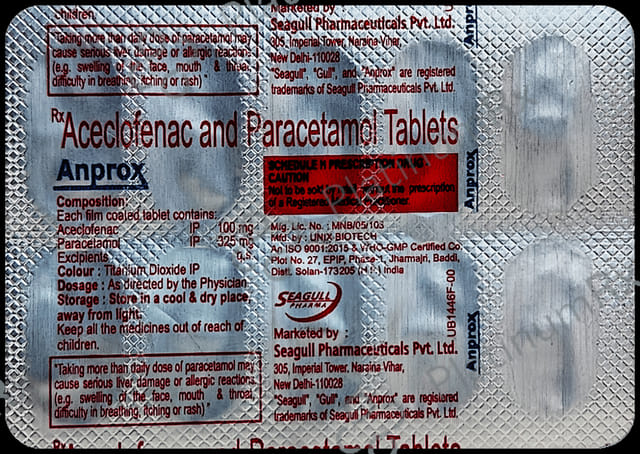 children.
"Taking more than daily dose of paracetamol may
cause serious liver damage or allergic reactions
(e.g. swelling of the face, mouth & throat,
difficulty in breathing, itching or rash) "
Marketed by :
Seagull Pharmaceuticals Pvt. Ltd.
305, Imperial Tower, Naraina Vihar,
New Delhi-110028
"Seagull", "Gull", and "Anprox" are registered
trademarks of Seagull Pharmaceuticals Pvt. Ltd.
Anprox
Rx Aceclofenac and Paracetamol Tablets
Anprox
SCHEDULE H PRESCRIPTION DRUG
CAUTION
Not to be sold by retail without the prescription
of a Registered Medical Practitioner.
Anprox
Composition:
Each film coated tablet contains:
Aceclofenac IP 100 mg
Paracetamol IP 325 mg
Excipients q.s.
Colour : Titanium Dioxide IP
Dosage : As directed by the Physician
Storage : Store in a cool & dry place,
away from light.
Keep all the medicines out of reach of
children.
"Taking more than daily dose of paracetamol may
cause serious liver damage or allergic reactions
(e.g. swelling of the face, mouth & throat,
difficulty in breathing, itching or rash) "
Mfg. Lic. No. : MNB/05/103
Mfd. by : UNIX BIOTECH
An ISO 9001:2015 & WHO-GMP Certified Co.
Plot No. 27, EPIP, Phase-1, Jharmajri, Baddi,
Distt. Solan-173205 (H.P.) India
SEAGULL
PHARMA
Marketed by :
Seagull Pharmaceuticals Pvt. Ltd.
305, Imperial Tower, Naraina Vihar,
New Delhi-110028
"Seagull", "Gull", and "Anprox" are registered
trademarks of Seagull Pharmaceuticals Pvt. Ltd.
UB1446F-00
Anprox
Rx Aceclofenac and Paracetamol Tablets